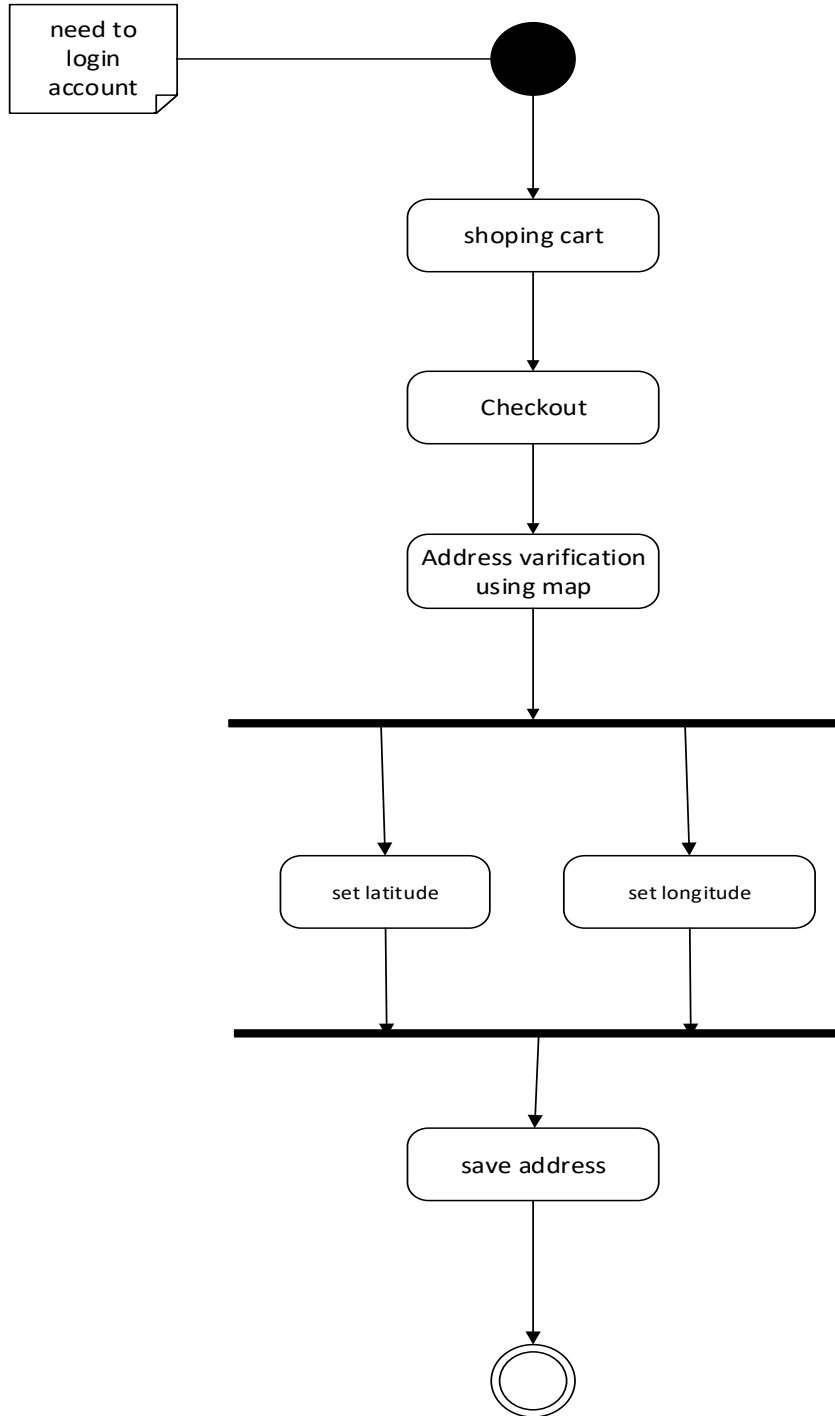 need to
login
account
shoping cart
Checkout
Address varification
using map
set latitude
set longitude
save address